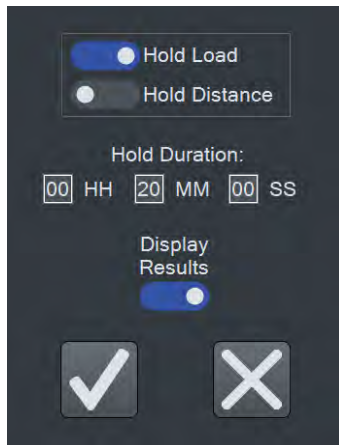 Hold Load
Hold Distance
Hold Duration:
00 HH 20 MM 00 SS
Display
Results